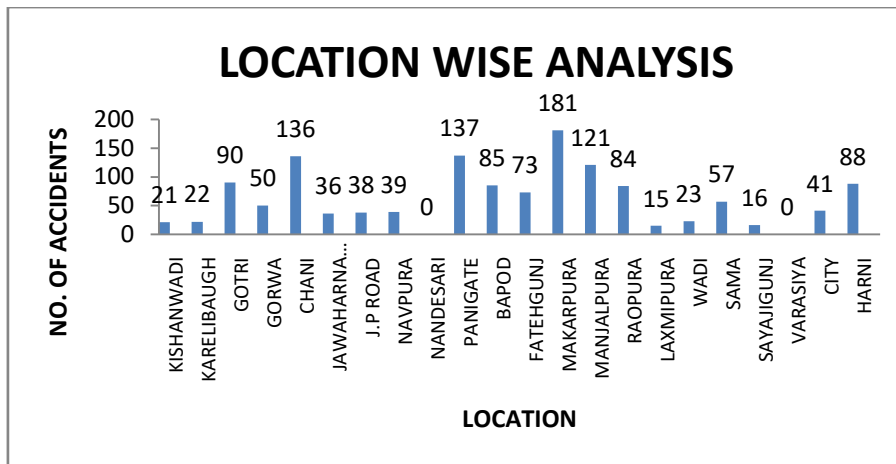 LOCATION WISE ANALYSIS
NO. OF ACCIDENTS
200
150
100
50
0
21
22
90
50
136
36
38
39
0
137
85
73
181
121
84
15
23
57
16
0
41
88
KISHANWADI
KARELIBAUGH
GOTRI
GORWA
CHANI
JAWAHARNA…
J.P ROAD
NAVPURA
NANDESARI
PANIGATE
BAPOD
FATEHGUNJ
MAKARPURA
MANJALPURA
RAOPURA
LAXMIPURA
WADI
SAMA
SAYAJIGUNJ
VARASIYA
CITY
HARNI
LOCATION